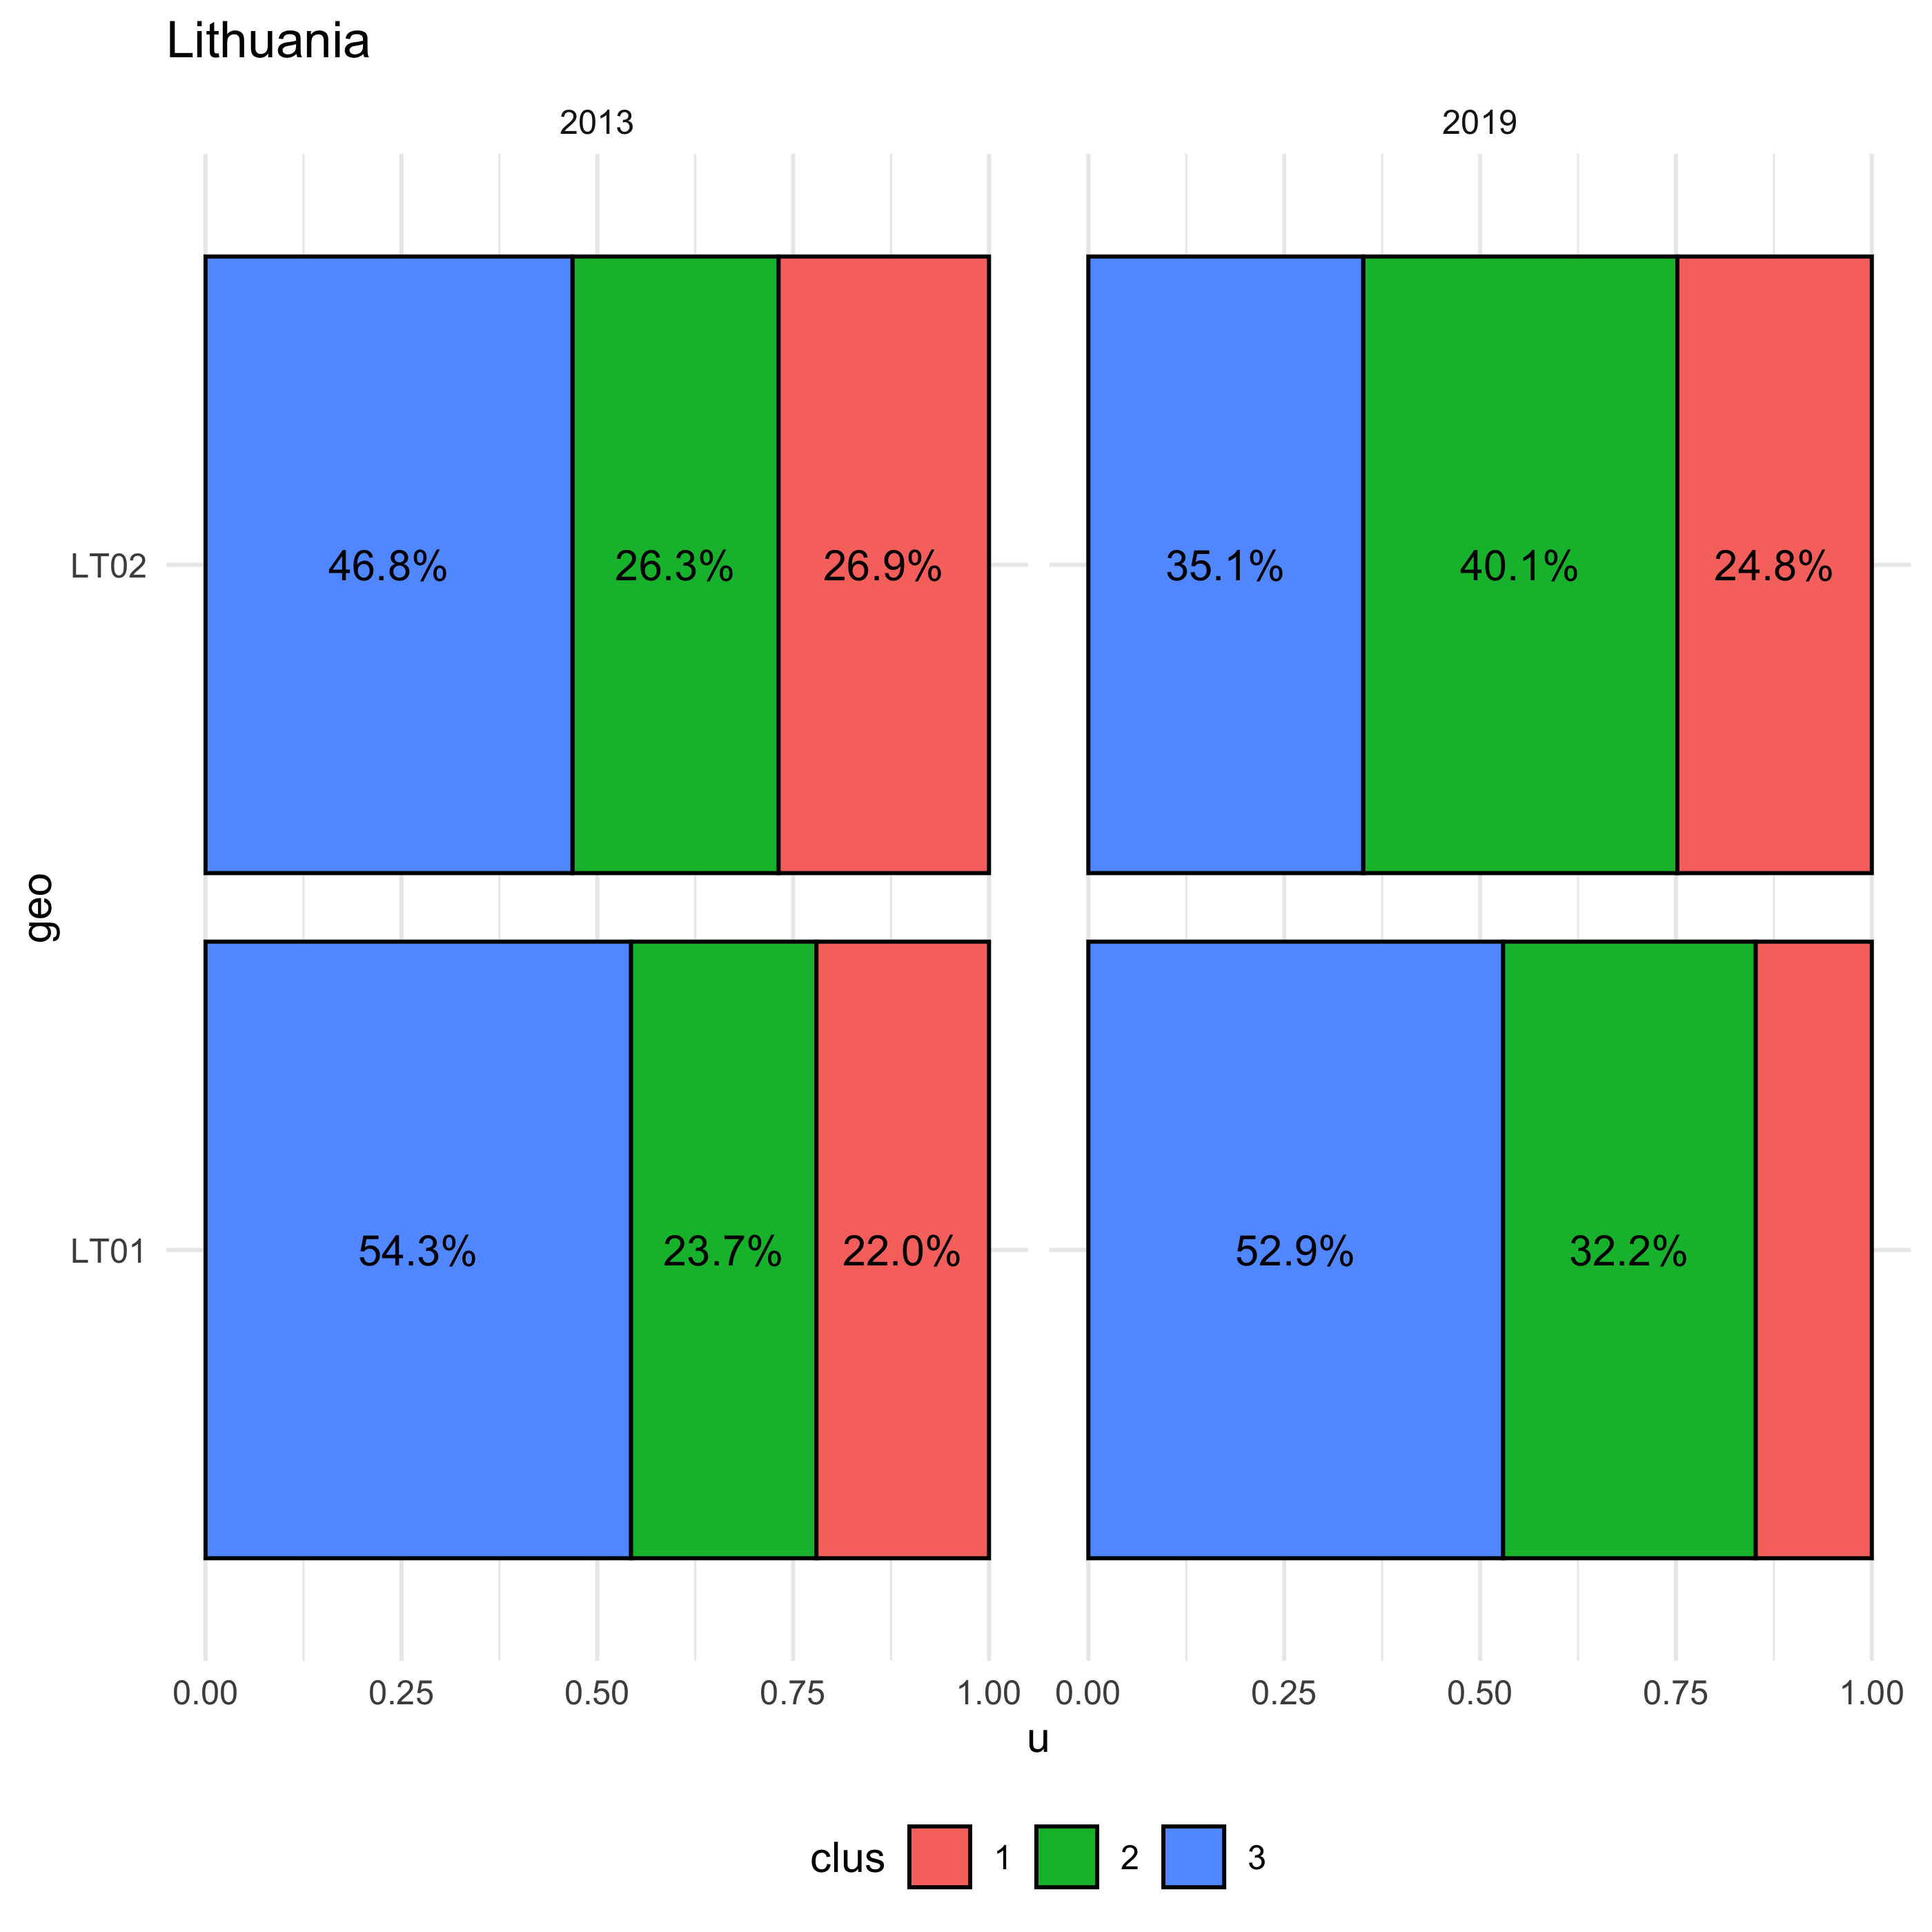 Lithuania
2013 2019
LT02 46.8% 26.3% 26.9% 35.1% 40.1% 24.8%
geo
LT01 54.3% 23.7% 22.0% 52.9% 32.2%
0.00 0.25 0.50 0.75 1.00 0.00 0.25 0.50 0.75 1.00
u
clus 1 2 3